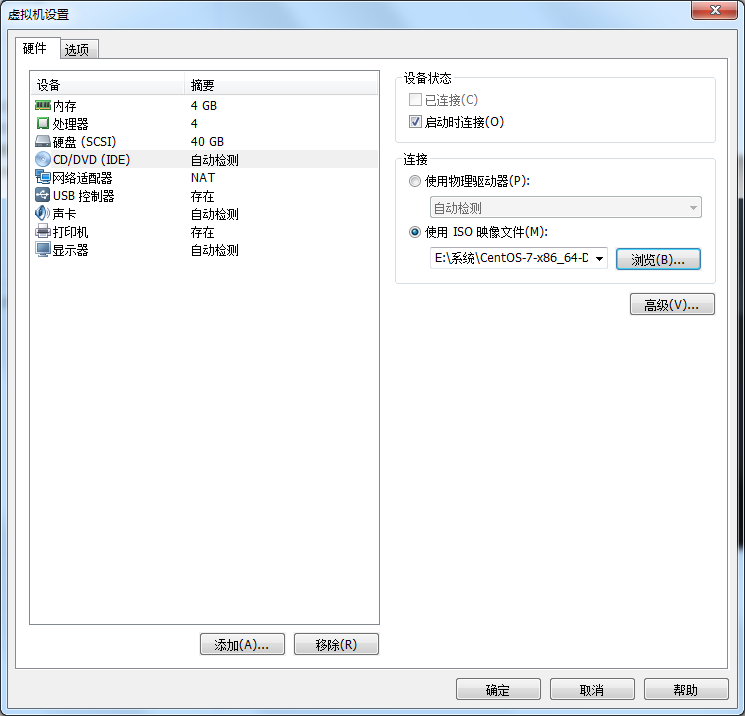 虚拟机设置
硬件 选项
设备 摘要
内存 4 GB
处理器 4
硬盘 (SCSI) 40 GB
CD/DVD (IDE) 自动检测
网络适配器 NAT
USB 控制器 存在
声卡 自动检测
打印机 存在
显示器 自动检测
添加(A)... 移除(R)
设备状态
已连接(C)
启动时连接(O)
连接
使用物理驱动器(P):
自动检测
使用 ISO 映像文件(M):
E:\系统\CentOS-7-x86_64-D 浏览(B)...
高级(V)...
确定 取消 帮助